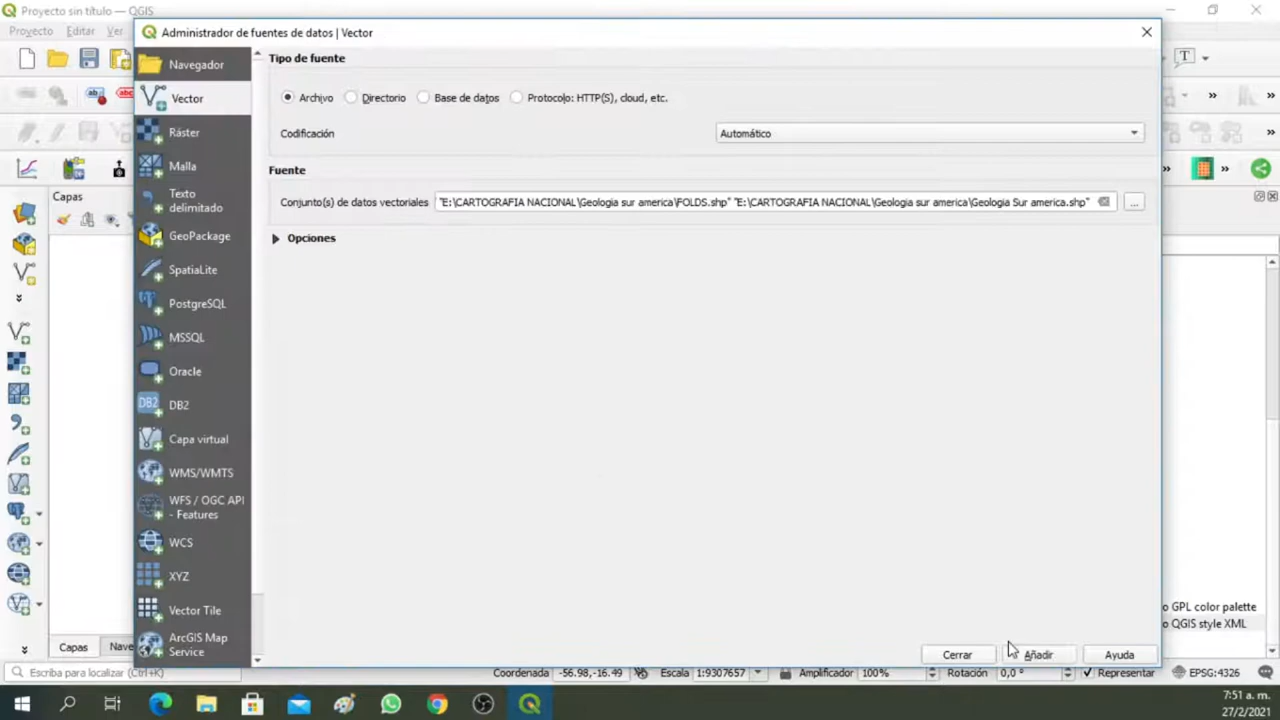 Proyecto sin título — QGIS
Proyecto Editar Ver
Administrador de fuentes de datos | Vector
Navegador
Vector
Ráster
Malla
Texto
delimitado
GeoPackage
SpatiaLite
PostgreSQL
MSSQL
Oracle
DB2
Capa virtual
WMS/WMTS
WFS / OGC API
- Features
WCS
XYZ
Vector Tile
ArcGIS Map
Service
Tipo de fuente
Archivo Directorio Base de datos Protocolo: HTTP(S), cloud, etc.
Codificación Automático
Fuente
Conjunto(s) de datos vectoriales "E:\CARTOGRAFIA NACIONAL\Geologia sur america\FOLDS.shp" "E:\CARTOGRAFIA NACIONAL\Geologia sur america\Geologia Sur america.shp" ...
Opciones
Cerrar Añadir Ayuda
Capas
abc
abc
T
DB2
o GPL color palette
o QGIS style XML
Capas Nave
Escriba para localizar (Ctrl+K) Coordenada -56.98,-16.49 Escala 1:9307657 Amplificador 100% Rotación 0,0 ° Representar EPSG:4326
7:51 a. m.
27/2/2021